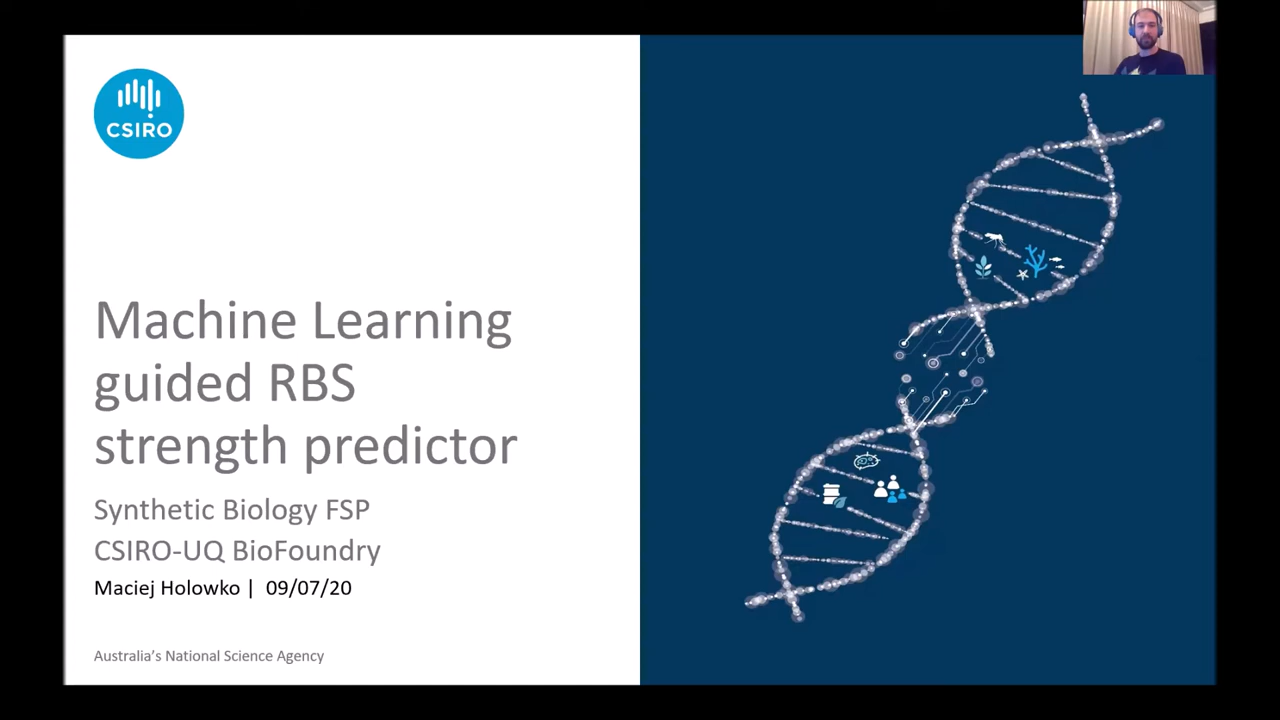 CSIRO
Machine Learning
guided RBS
strength predictor
Synthetic Biology FSP
CSIRO-UQ BioFoundry
Maciej Holowko | 09/07/20
Australia's National Science Agency